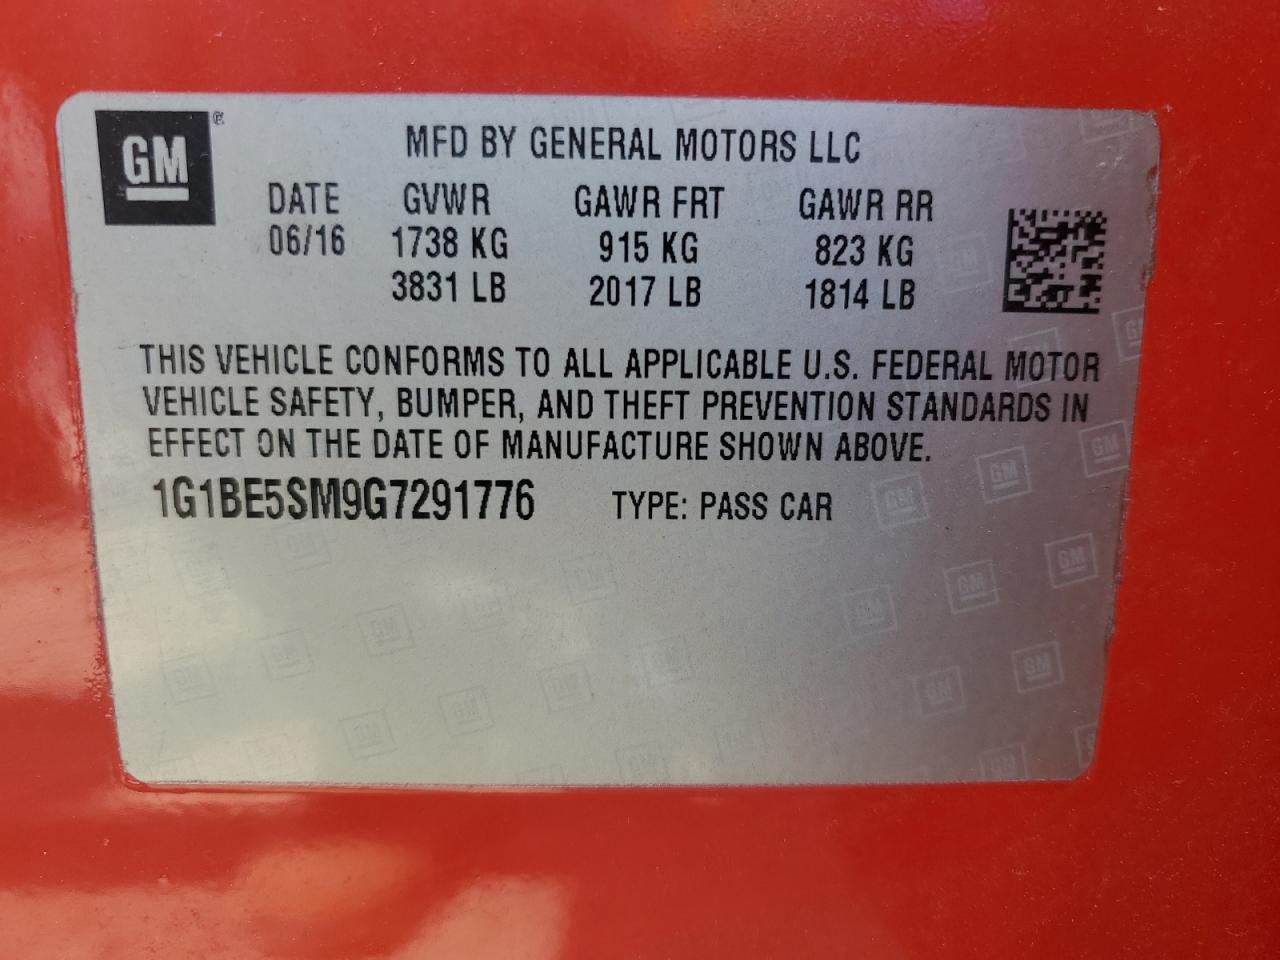 GM
MFD BY GENERAL MOTORS LLC
DATE GVWR GAWR FRT GAWR RR
06/16 1738 KG 915 KG 823 KG
3831 LB 2017 LB 1814 LB
THIS VEHICLE CONFORMS TO ALL APPLICABLE U.S. FEDERAL MOTOR
VEHICLE SAFETY, BUMPER, AND THEFT PREVENTION STANDARDS IN
EFFECT ON THE DATE OF MANUFACTURE SHOWN ABOVE.
1G1BE5SM9G7291776 TYPE: PASS CAR